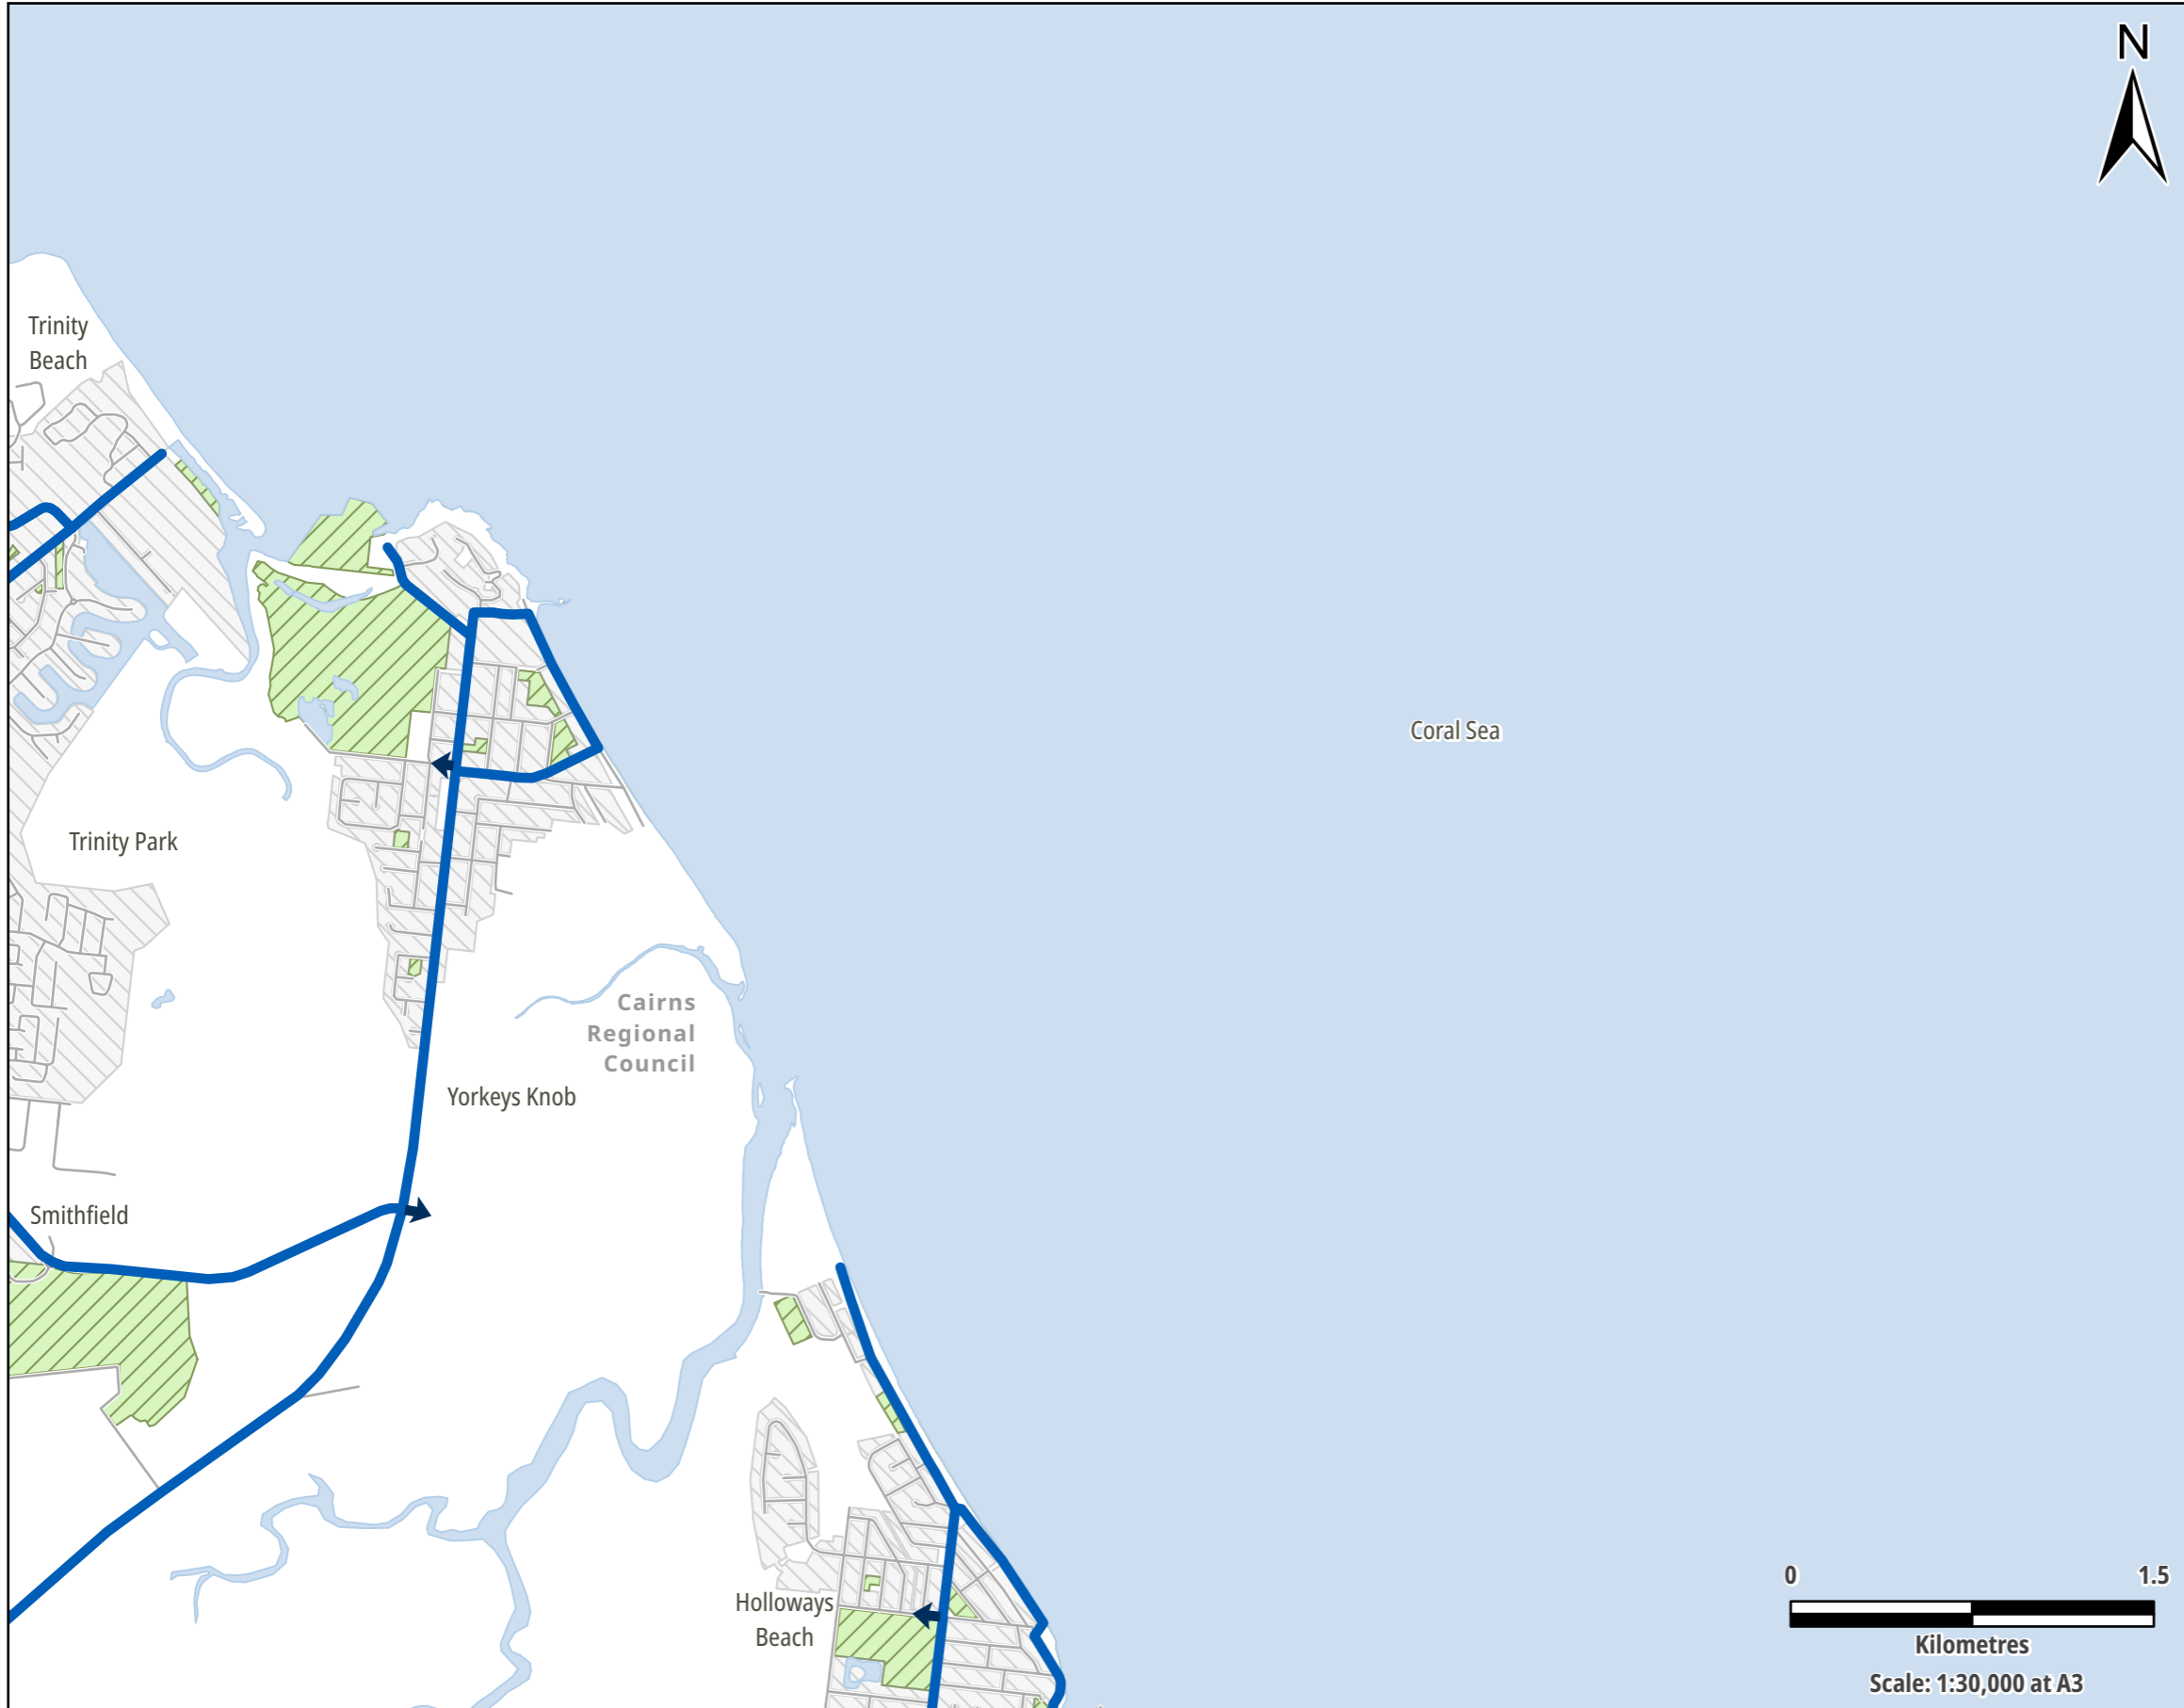 N
Trinity
Beach
Coral Sea
Trinity Park
Cairns
Regional
Council
Yorkeys Knob
Smithfield
Holloways
Beach
0 1.5
Kilometres
Scale: 1:30,000 at A3